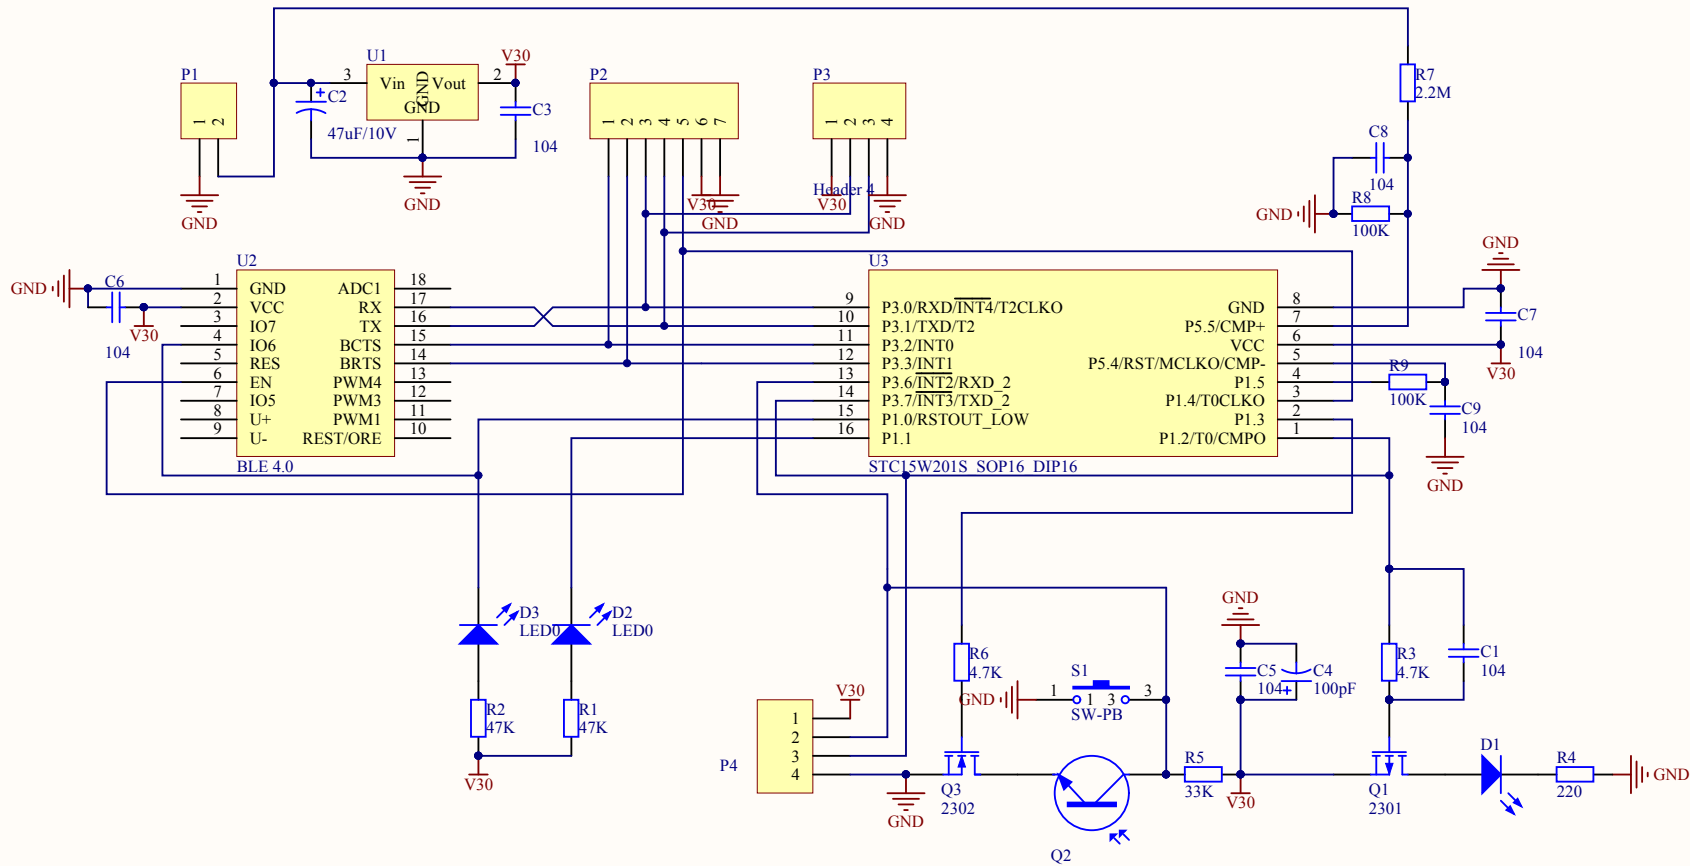 P1
1
2
GND
C2
47uF/10V
U1
3
Vin
GND
Vout
2
GND
1
V30
C3
104
GND
P2
1
2
3
4
5
6
7
V30
GND
P3
1
2
3
4
Header 4
V30
GND
R7
2.2M
C8
104
R8
100K
GND
U2
GND
C6
V30
104
1 GND ADC1 18
2 VCC RX 17
3 IO7 TX 16
4 IO6 BCTS 15
5 RES BRTS 14
6 EN PWM4 13
7 IO5 PWM3 12
8 U+ PWM1 11
9 U- REST/ORE 10
BLE 4.0
U3
9 P3.0/RXD/INT4/T2CLKO GND 8
10 P3.1/TXD/T2 P5.5/CMP+ 7
11 P3.2/INT0 VCC 6
12 P3.3/INT1 P5.4/RST/MCLKO/CMP- 5
13 P3.6/INT2/RXD_2 P1.5 4
14 P3.7/INT3/TXD_2 P1.4/T0CLKO 3
15 P1.0/RSTOUT_LOW P1.3 2
16 P1.1 P1.2/T0/CMPO 1
STC15W201S SOP16 DIP16
GND
C7
104
V30
R9
100K
C9
104
GND
D3
LED0
D2
LED0
R2
47K
R1
47K
V30
P4
1
2
3
4
V30
GND
R6
4.7K
Q3
2302
GND
S1
1
1
3
3
SW-PB
Q2
R5
33K
GND
C5
104
C4
100pF
V30
R3
4.7K
C1
104
Q1
2301
D1
R4
220
GND